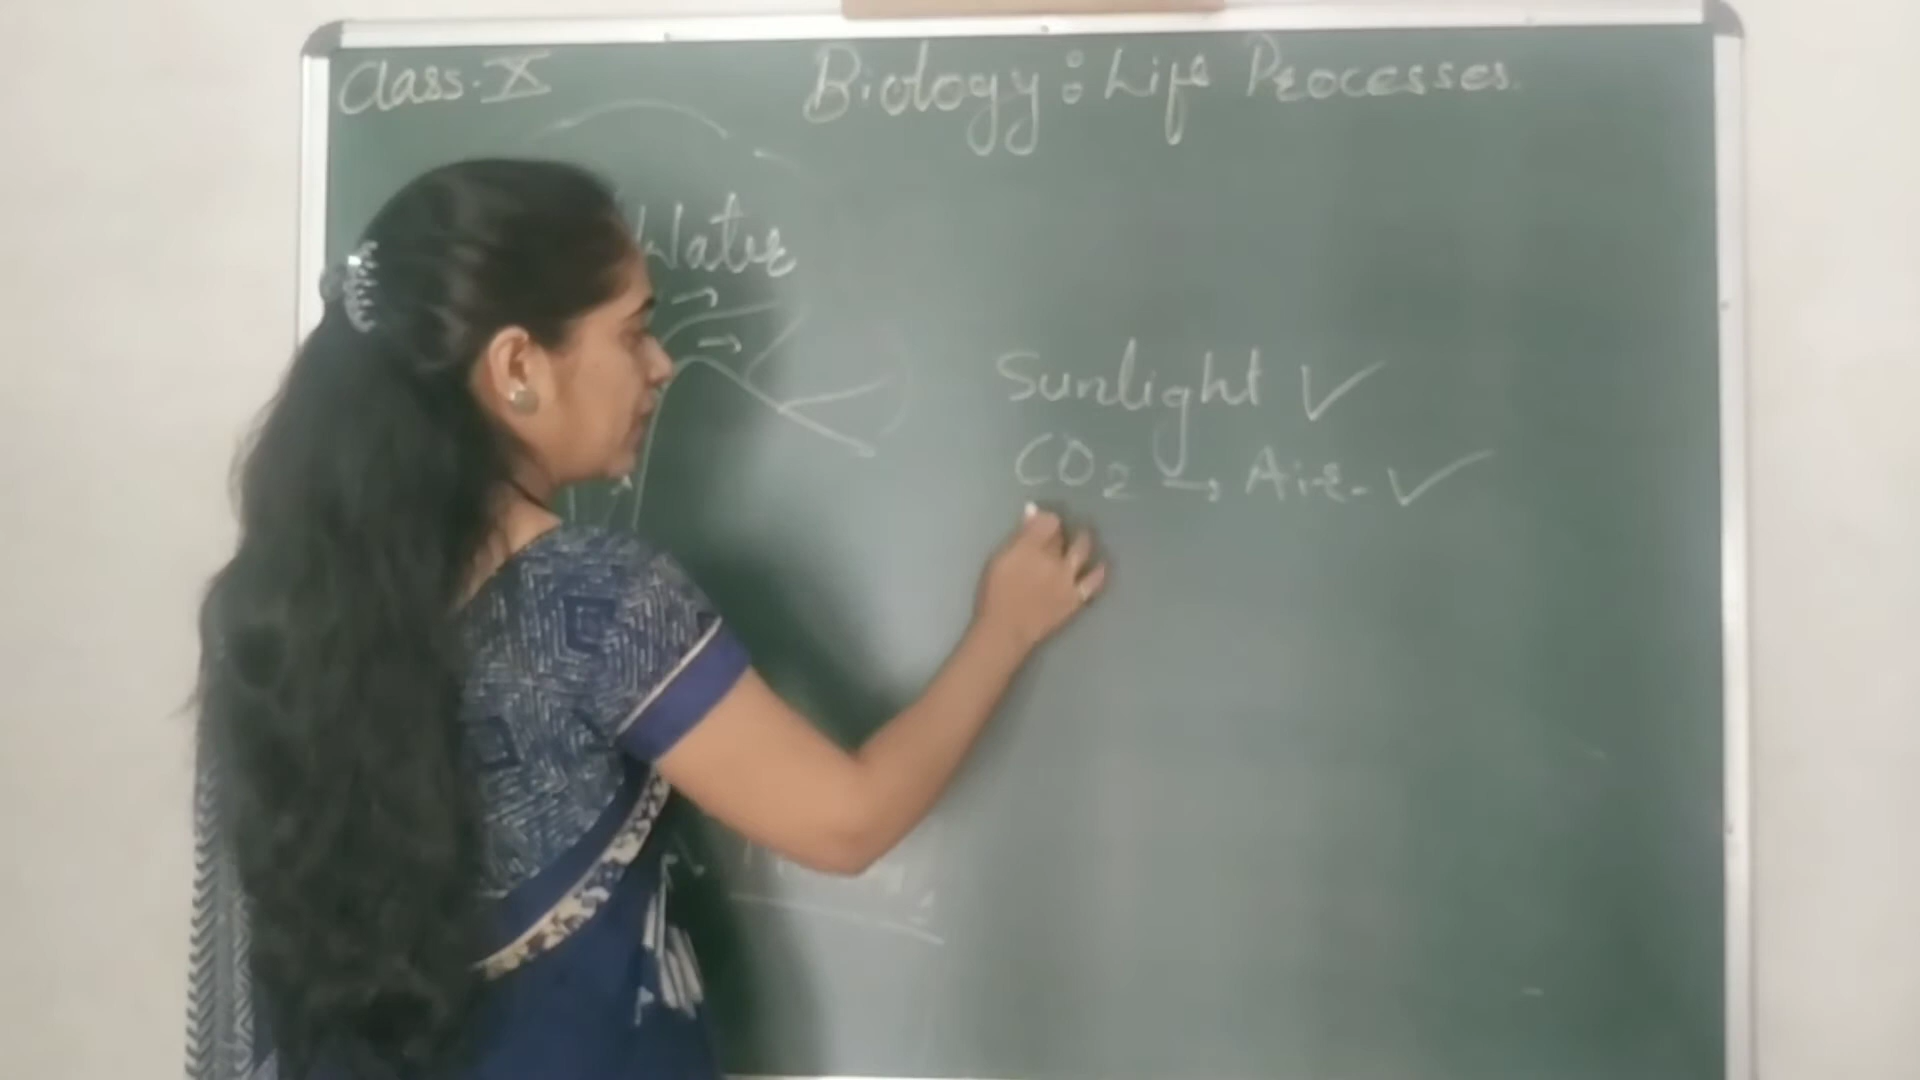 Class.X
Biology: Life Processes.
Water
Sunlight ✓
CO2 → Air- ✓